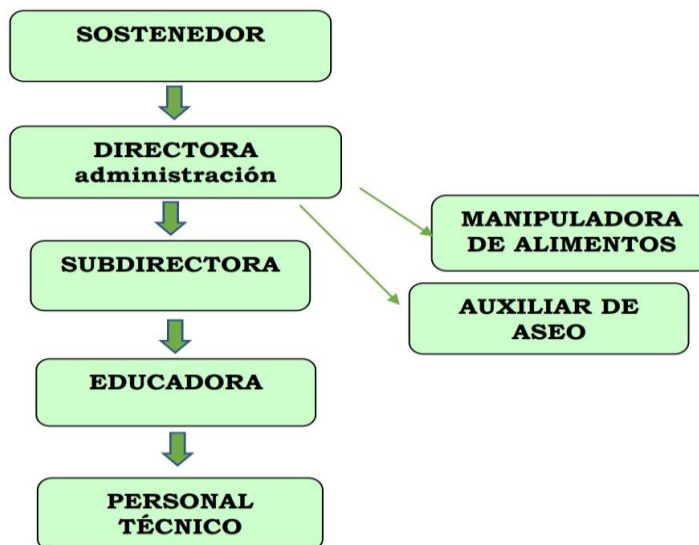 SOSTENEDOR
DIRECTORA
administración
MANIPULADORA
DE ALIMENTOS
SUBDIRECTORA
AUXILIAR DE
ASEO
EDUCADORA
PERSONAL
TÉCNICO